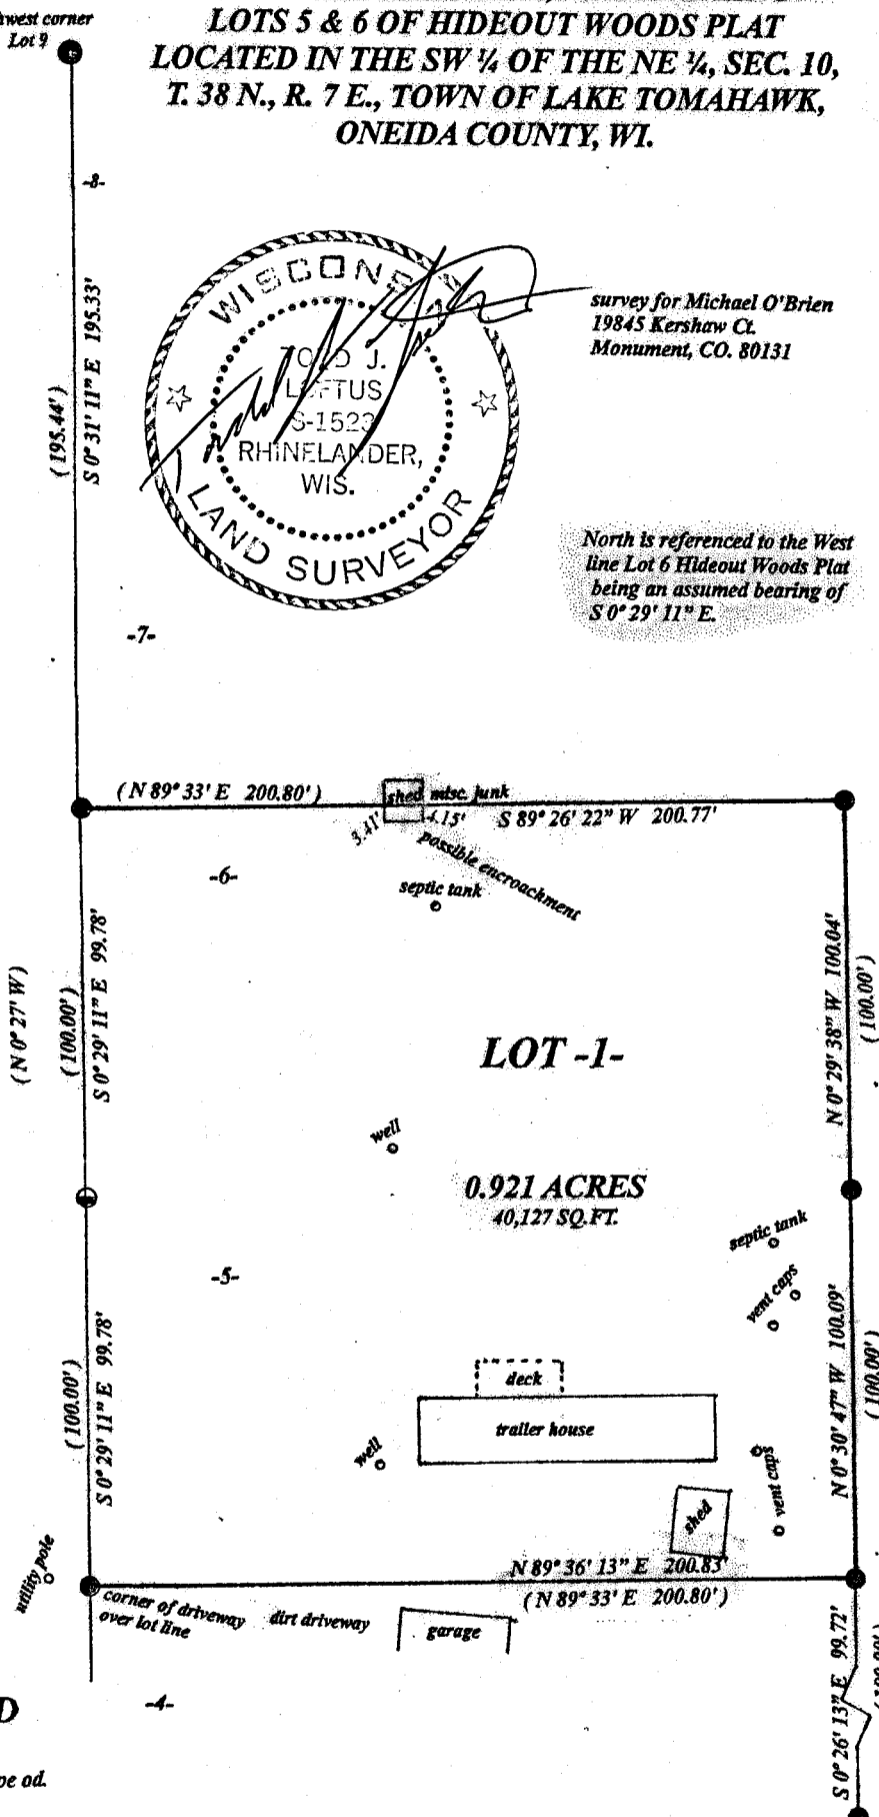 LOTS 5 & 6 OF HIDEOUT WOODS PLAT
LOCATED IN THE SW ¼ OF THE NE ¼, SEC. 10,
T. 38 N., R. 7 E., TOWN OF LAKE TOMAHAWK,
ONEIDA COUNTY, WI.
west corner
Lot 9
-8-
(195.44')
S 0° 31' 11" E 195.33'
WISCONS
J.
LOFTUS
S-1523
RHINELANDER,
WIS.
LAND SURVEYOR
survey for Michael O'Brien
19845 Kershaw Ct.
Monument, CO. 80131
North is referenced to the West
line Lot 6 Hideout Woods Plat
being an assumed bearing of
S 0° 29' 11" E.
-7-
(N 89° 33' E 200.80')
shed misc. junk
3.41'
4.15'
S 89° 26' 22" W 200.77'
possible encroachment
-6-
septic tank
(N 0° 27' W)
(100.00')
S 0° 29' 11" E 99.78'
N 0° 29' 38" W 100.04'
(100.00')
LOT -1-
well
0.921 ACRES
40,127 SQ.FT.
septic tank
vent caps
-5-
(100.00')
S 0° 29' 11" E 99.78'
N 0° 30' 47" W 100.09'
(100.00')
deck
trailer house
well
vent caps
shed
N 89° 36' 13" E 200.83'
(N 89° 33' E 200.80')
utility pole
corner of driveway
over lot line
dirt driveway
garage
S 0° 26' 13" E 99.72'
-4-
D
pe od.